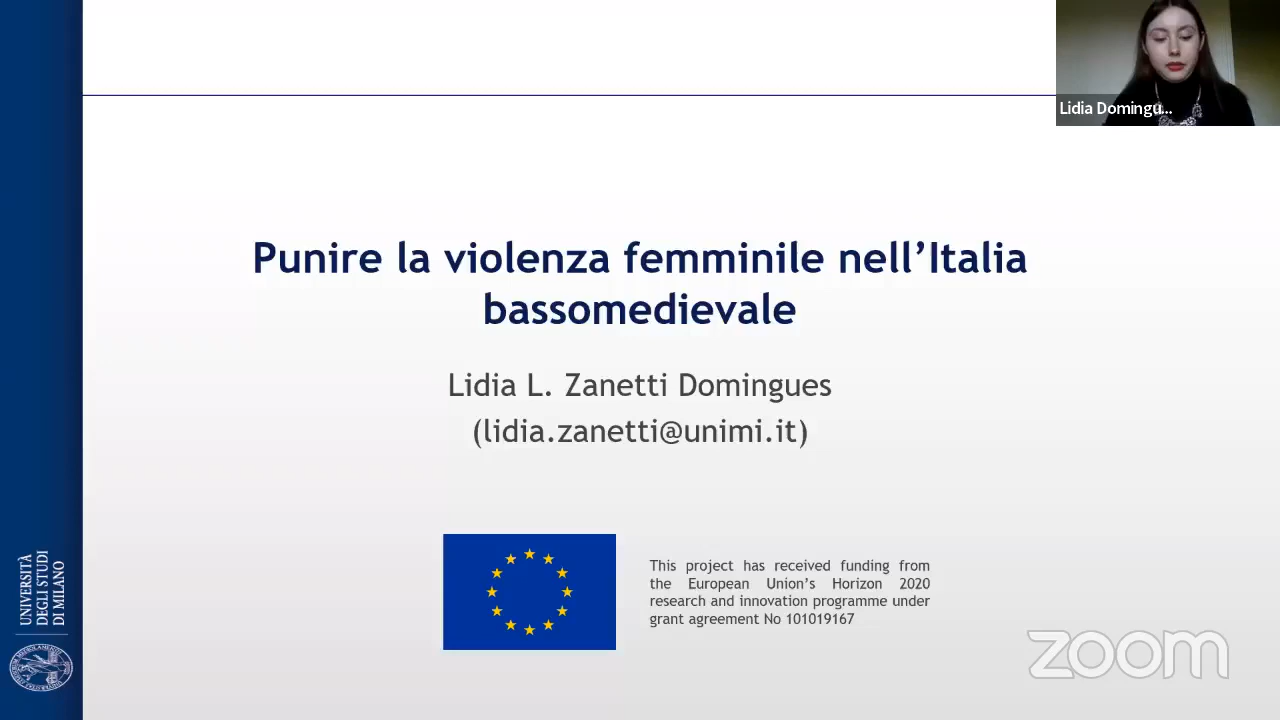 Lidia Domingu...
Punire la violenza femminile nell’Italia
bassomedievale
Lidia L. Zanetti Domingues
(lidia.zanetti@unimi.it)
This project has received funding from
the European Union’s Horizon 2020
research and innovation programme under
grant agreement No 101019167
UNIVERSITÀ
DEGLI STUDI
DI MILANO
zoom